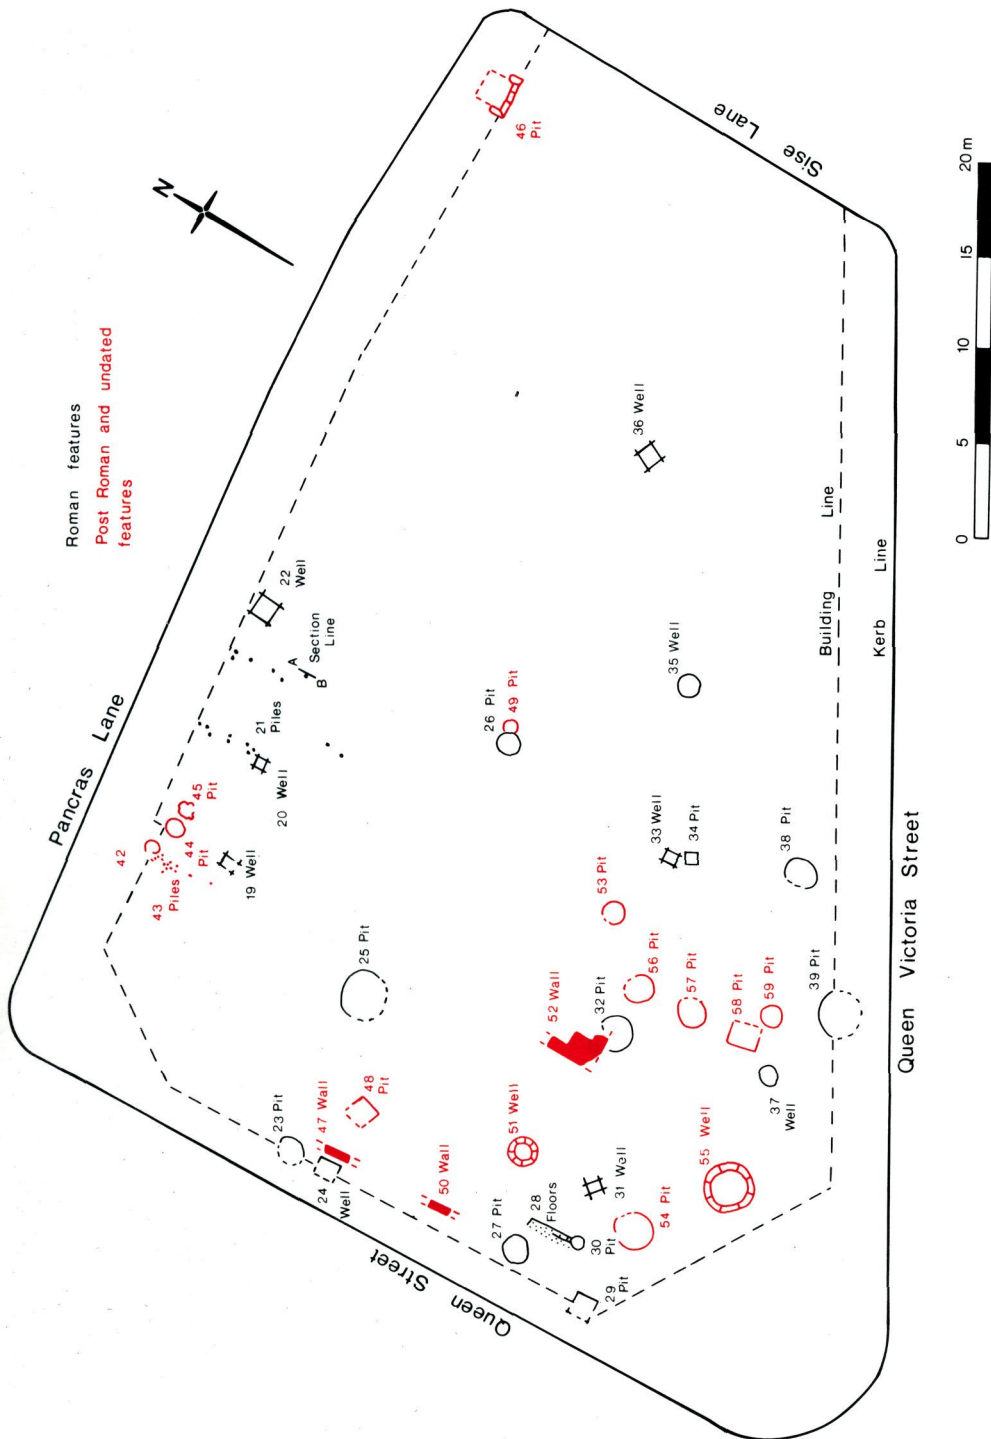 N
Roman features
Post Roman and undated
features
Pancras Lane
Sise Lane
Queen Street
Queen Victoria Street
Building Line
Kerb Line
46
Pit
22
Well
A
Section
Line
B
21
Piles
20 Well
45
Pit
44
Pit
42
43
Piles
19 Well
25 Pit
26 Pit
49 Pit
36 Well
35 Well
33 Well
34 Pit
38 Pit
53 Pit
56 Pit
57 Pit
58 Pit
59 Pit
39 Pit
52 Wall
32 Pit
37
Well
23 Pit
47 Wall
48
Pit
24
Well
50 Wall
51 Well
31 Well
55 Well
27 Pit
28
Floors
30
Pit
54 Pit
29
Pit
0 5 10 15 20 m